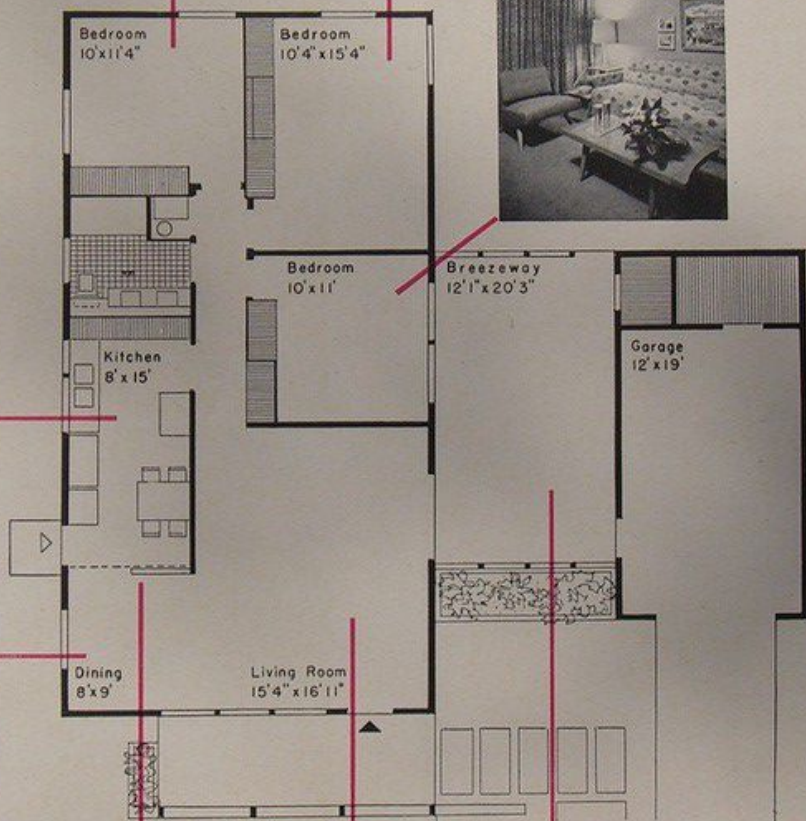 Bedroom
10'x11'4"
Bedroom
10'4"x15'4"
Bedroom
10'x11'
Breezeway
12'1"x20'3"
Garage
12'x19'
Kitchen
8'x15'
Dining
8'x9'
Living Room
15'4"x16'11"